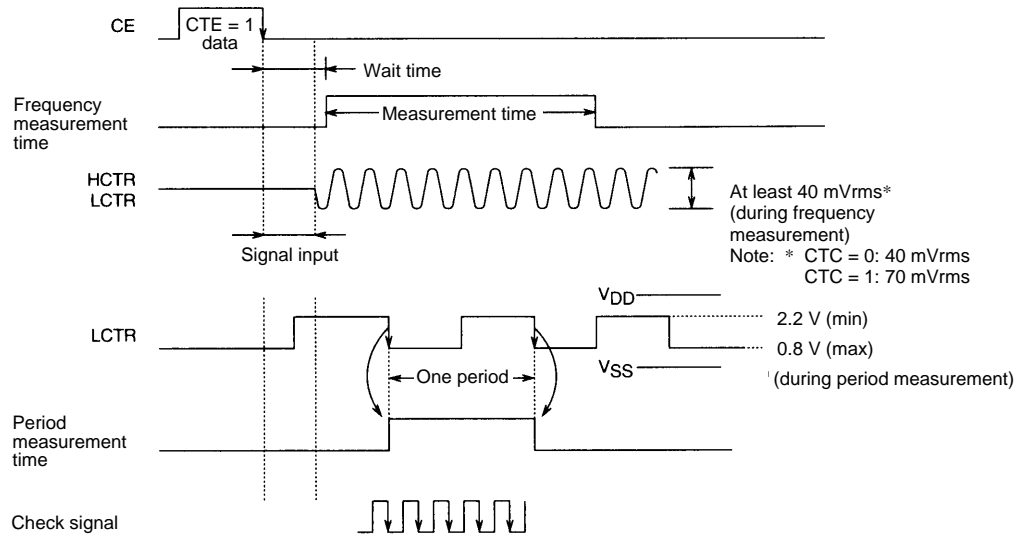 CE
CTE = 1
data
Wait time
Frequency
measurement
time
Measurement time
HCTR
LCTR
At least 40 mVrms*
(during frequency
measurement)
Note: * CTC = 0: 40 mVrms
CTC = 1: 70 mVrms
Signal input
VDD
LCTR
2.2 V (min)
0.8 V (max)
VSS
(during period measurement)
One period
Period
measurement
time
Check signal